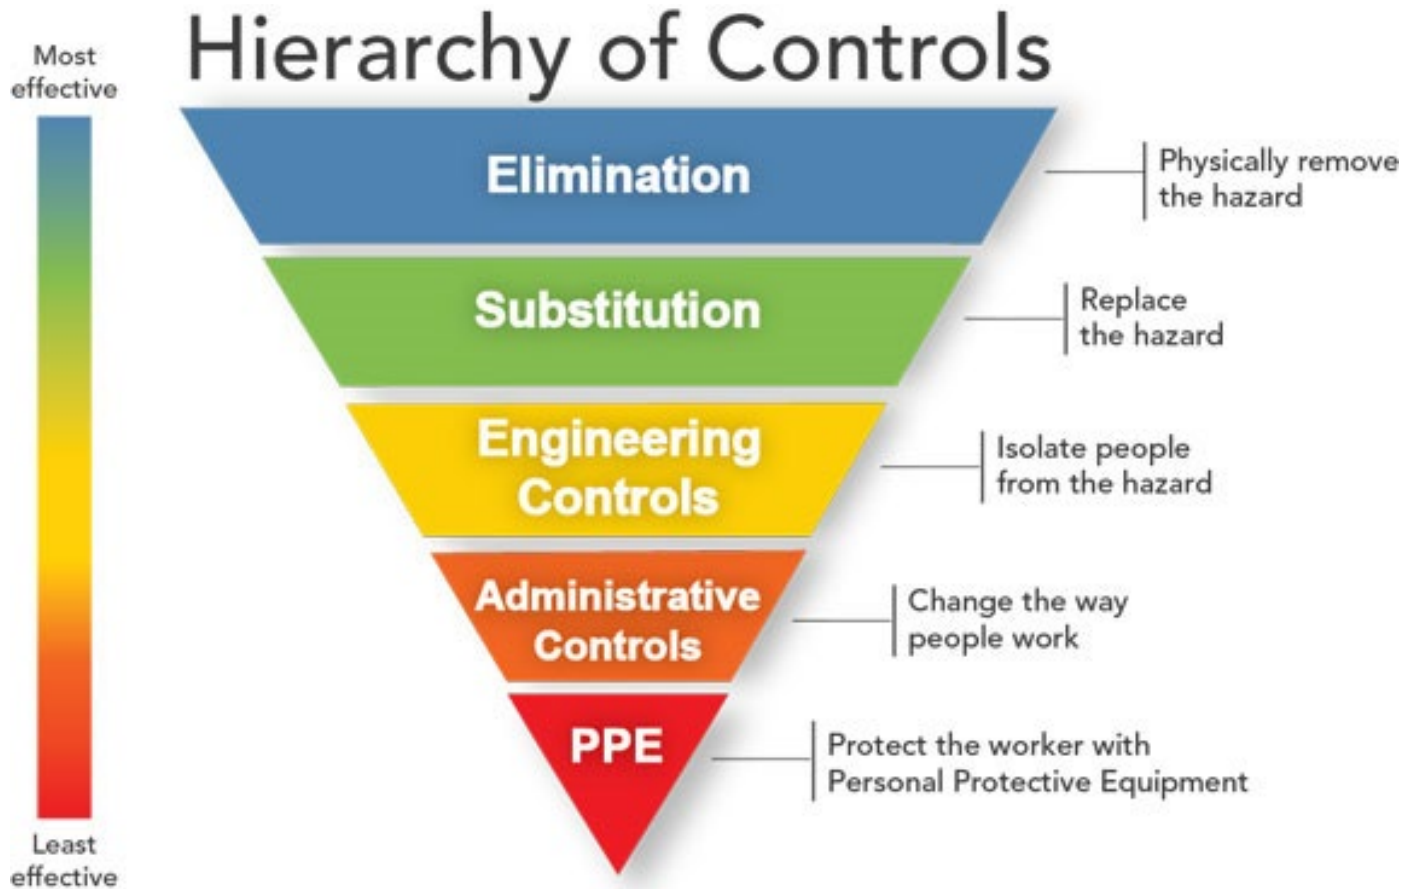 Hierarchy of Controls
Most
effective
Elimination
Physically remove
the hazard
Substitution
Replace
the hazard
Engineering
Controls
Isolate people
from the hazard
Administrative
Controls
Change the way
people work
PPE
Protect the worker with
Personal Protective Equipment
Least
effective